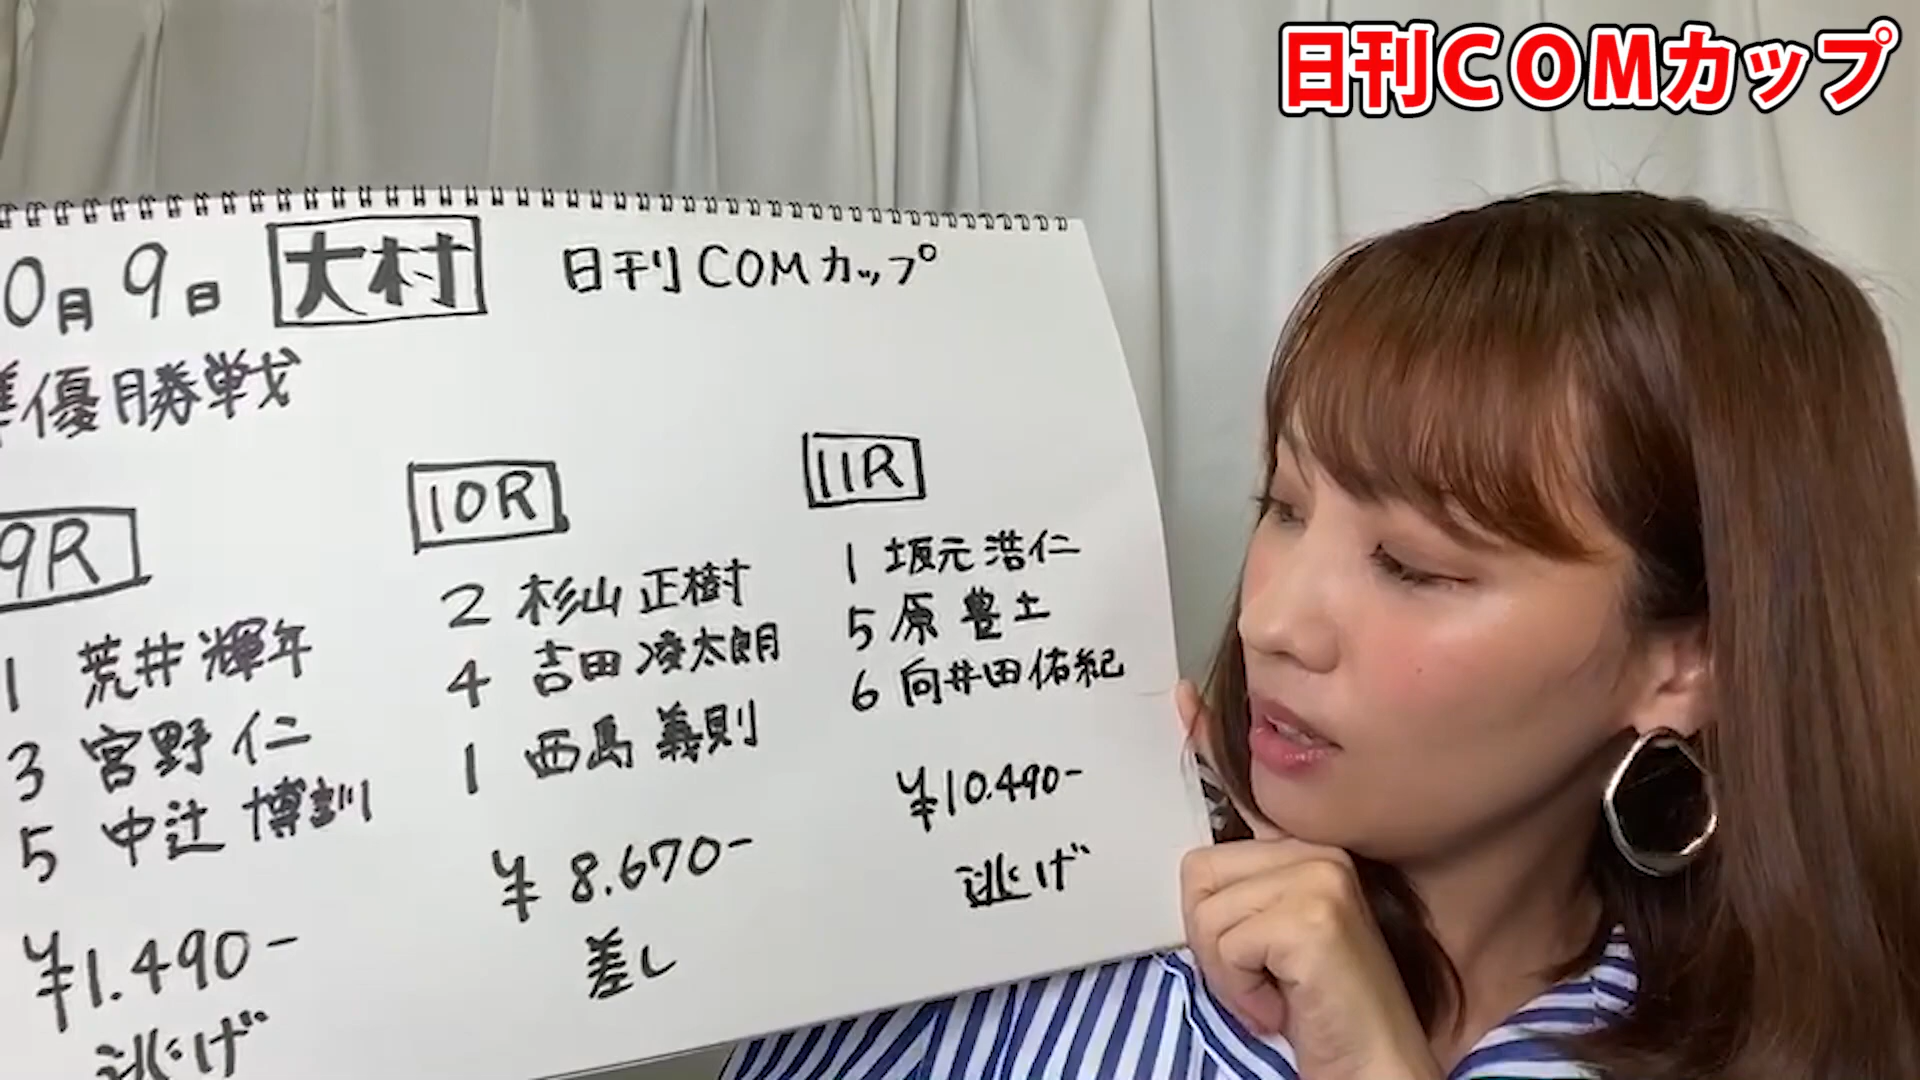 日刊COMカップ
0月9日 大村 日刊COMカップ
優勝戦
9R
1 荒井輝年
3 宮野仁
5 中辻博訓
¥1.490-
逃げ
10R
2 杉山正樹
4 吉田凌太朗
1 西島義則
¥8.670-
差し
11R
1 坂元浩仁
5 原豊土
6 向井田佑紀
¥10.490-
逃げ